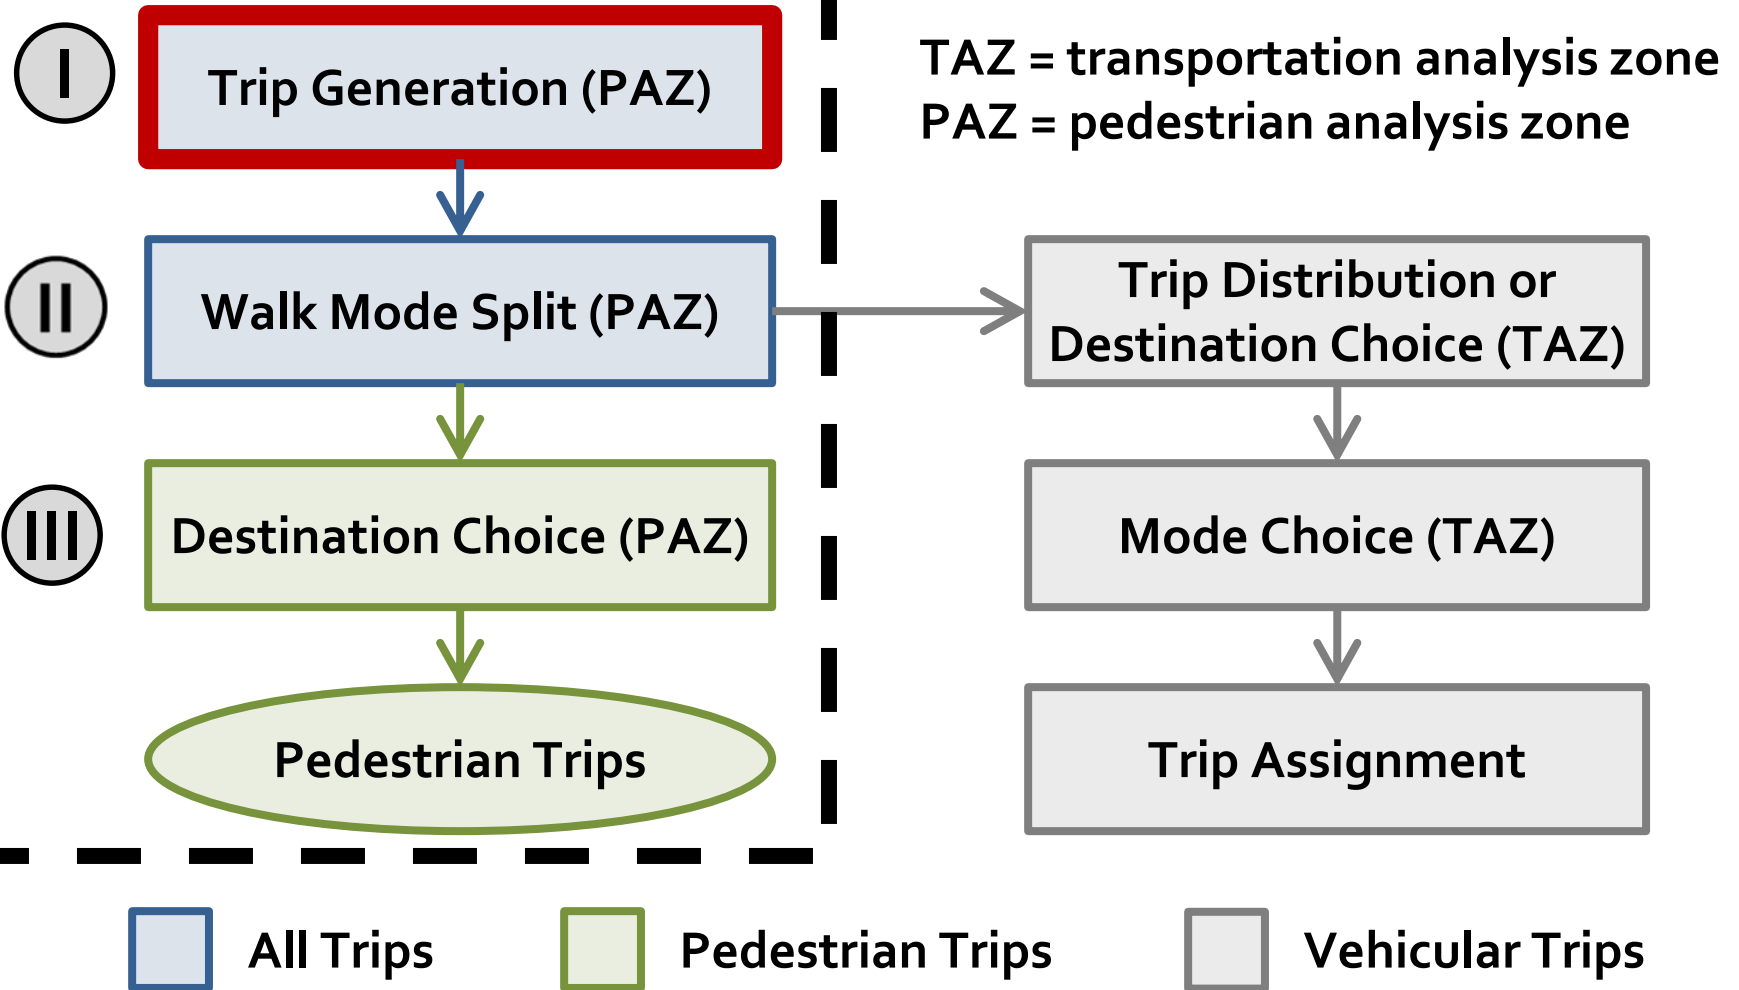 I
Trip Generation (PAZ)
TAZ = transportation analysis zone
PAZ = pedestrian analysis zone
II
Walk Mode Split (PAZ)
Trip Distribution or
Destination Choice (TAZ)
III
Destination Choice (PAZ)
Mode Choice (TAZ)
Pedestrian Trips
Trip Assignment
All Trips
Pedestrian Trips
Vehicular Trips